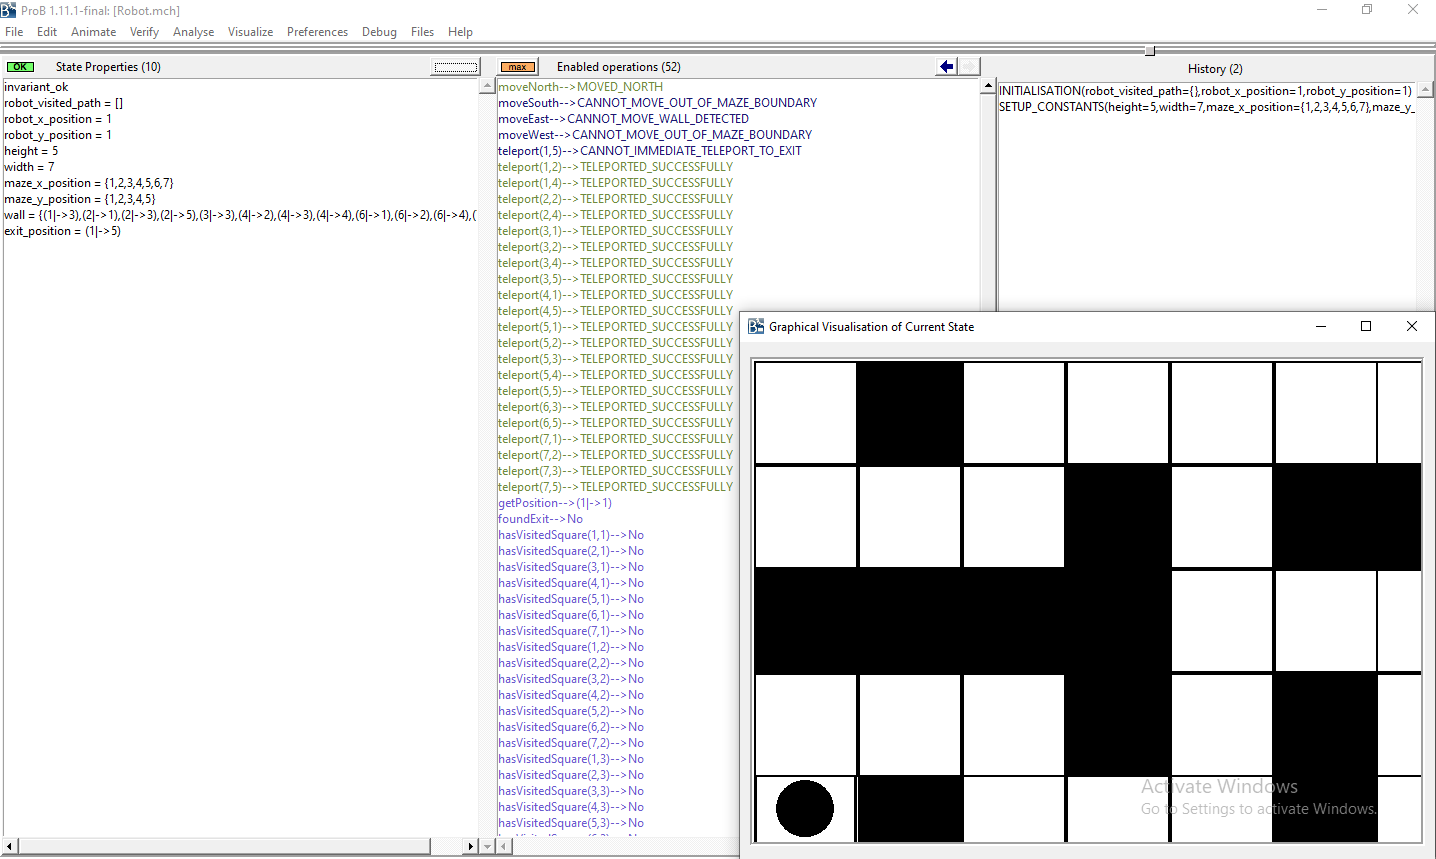 ProB 1.11.1-final: [Robot.mch]
File Edit Animate Verify Analyse Visualize Preferences Debug Files Help
OK State Properties (10)
invariant_ok
robot_visited_path = []
robot_x_position = 1
robot_y_position = 1
height = 5
width = 7
maze_x_position = {1,2,3,4,5,6,7}
maze_y_position = {1,2,3,4,5}
wall = {(1|->3),(2|->1),(2|->3),(2|->5),(3|->3),(4|->2),(4|->3),(4|->4),(6|->1),(6|->2),(6|->4),(
exit_position = (1|->5)
max Enabled operations (52)
moveNorth-->MOVED_NORTH
moveSouth-->CANNOT_MOVE_OUT_OF_MAZE_BOUNDARY
moveEast-->CANNOT_MOVE_WALL_DETECTED
moveWest-->CANNOT_MOVE_OUT_OF_MAZE_BOUNDARY
teleport(1,5)-->CANNOT_IMMEDIATE_TELEPORT_TO_EXIT
teleport(1,2)-->TELEPORTED_SUCCESSFULLY
teleport(1,4)-->TELEPORTED_SUCCESSFULLY
teleport(2,2)-->TELEPORTED_SUCCESSFULLY
teleport(2,4)-->TELEPORTED_SUCCESSFULLY
teleport(3,1)-->TELEPORTED_SUCCESSFULLY
teleport(3,2)-->TELEPORTED_SUCCESSFULLY
teleport(3,4)-->TELEPORTED_SUCCESSFULLY
teleport(3,5)-->TELEPORTED_SUCCESSFULLY
teleport(4,1)-->TELEPORTED_SUCCESSFULLY
teleport(4,5)-->TELEPORTED_SUCCESSFULLY
teleport(5,1)-->TELEPORTED_SUCCESSFULLY
teleport(5,2)-->TELEPORTED_SUCCESSFULLY
teleport(5,3)-->TELEPORTED_SUCCESSFULLY
teleport(5,4)-->TELEPORTED_SUCCESSFULLY
teleport(5,5)-->TELEPORTED_SUCCESSFULLY
teleport(6,3)-->TELEPORTED_SUCCESSFULLY
teleport(6,5)-->TELEPORTED_SUCCESSFULLY
teleport(7,1)-->TELEPORTED_SUCCESSFULLY
teleport(7,2)-->TELEPORTED_SUCCESSFULLY
teleport(7,3)-->TELEPORTED_SUCCESSFULLY
teleport(7,5)-->TELEPORTED_SUCCESSFULLY
getPosition-->(1|->1)
foundExit-->No
hasVisitedSquare(1,1)-->No
hasVisitedSquare(2,1)-->No
hasVisitedSquare(3,1)-->No
hasVisitedSquare(4,1)-->No
hasVisitedSquare(5,1)-->No
hasVisitedSquare(6,1)-->No
hasVisitedSquare(7,1)-->No
hasVisitedSquare(1,2)-->No
hasVisitedSquare(2,2)-->No
hasVisitedSquare(3,2)-->No
hasVisitedSquare(4,2)-->No
hasVisitedSquare(5,2)-->No
hasVisitedSquare(6,2)-->No
hasVisitedSquare(7,2)-->No
hasVisitedSquare(1,3)-->No
hasVisitedSquare(2,3)-->No
hasVisitedSquare(3,3)-->No
hasVisitedSquare(4,3)-->No
hasVisitedSquare(5,3)-->No
History (2)
INITIALISATION(robot_visited_path={},robot_x_position=1,robot_y_position=1)
SETUP_CONSTANTS(height=5,width=7,maze_x_position={1,2,3,4,5,6,7},maze_y_
Graphical Visualisation of Current State
Activate Windows
Go to Settings to activate Windows.